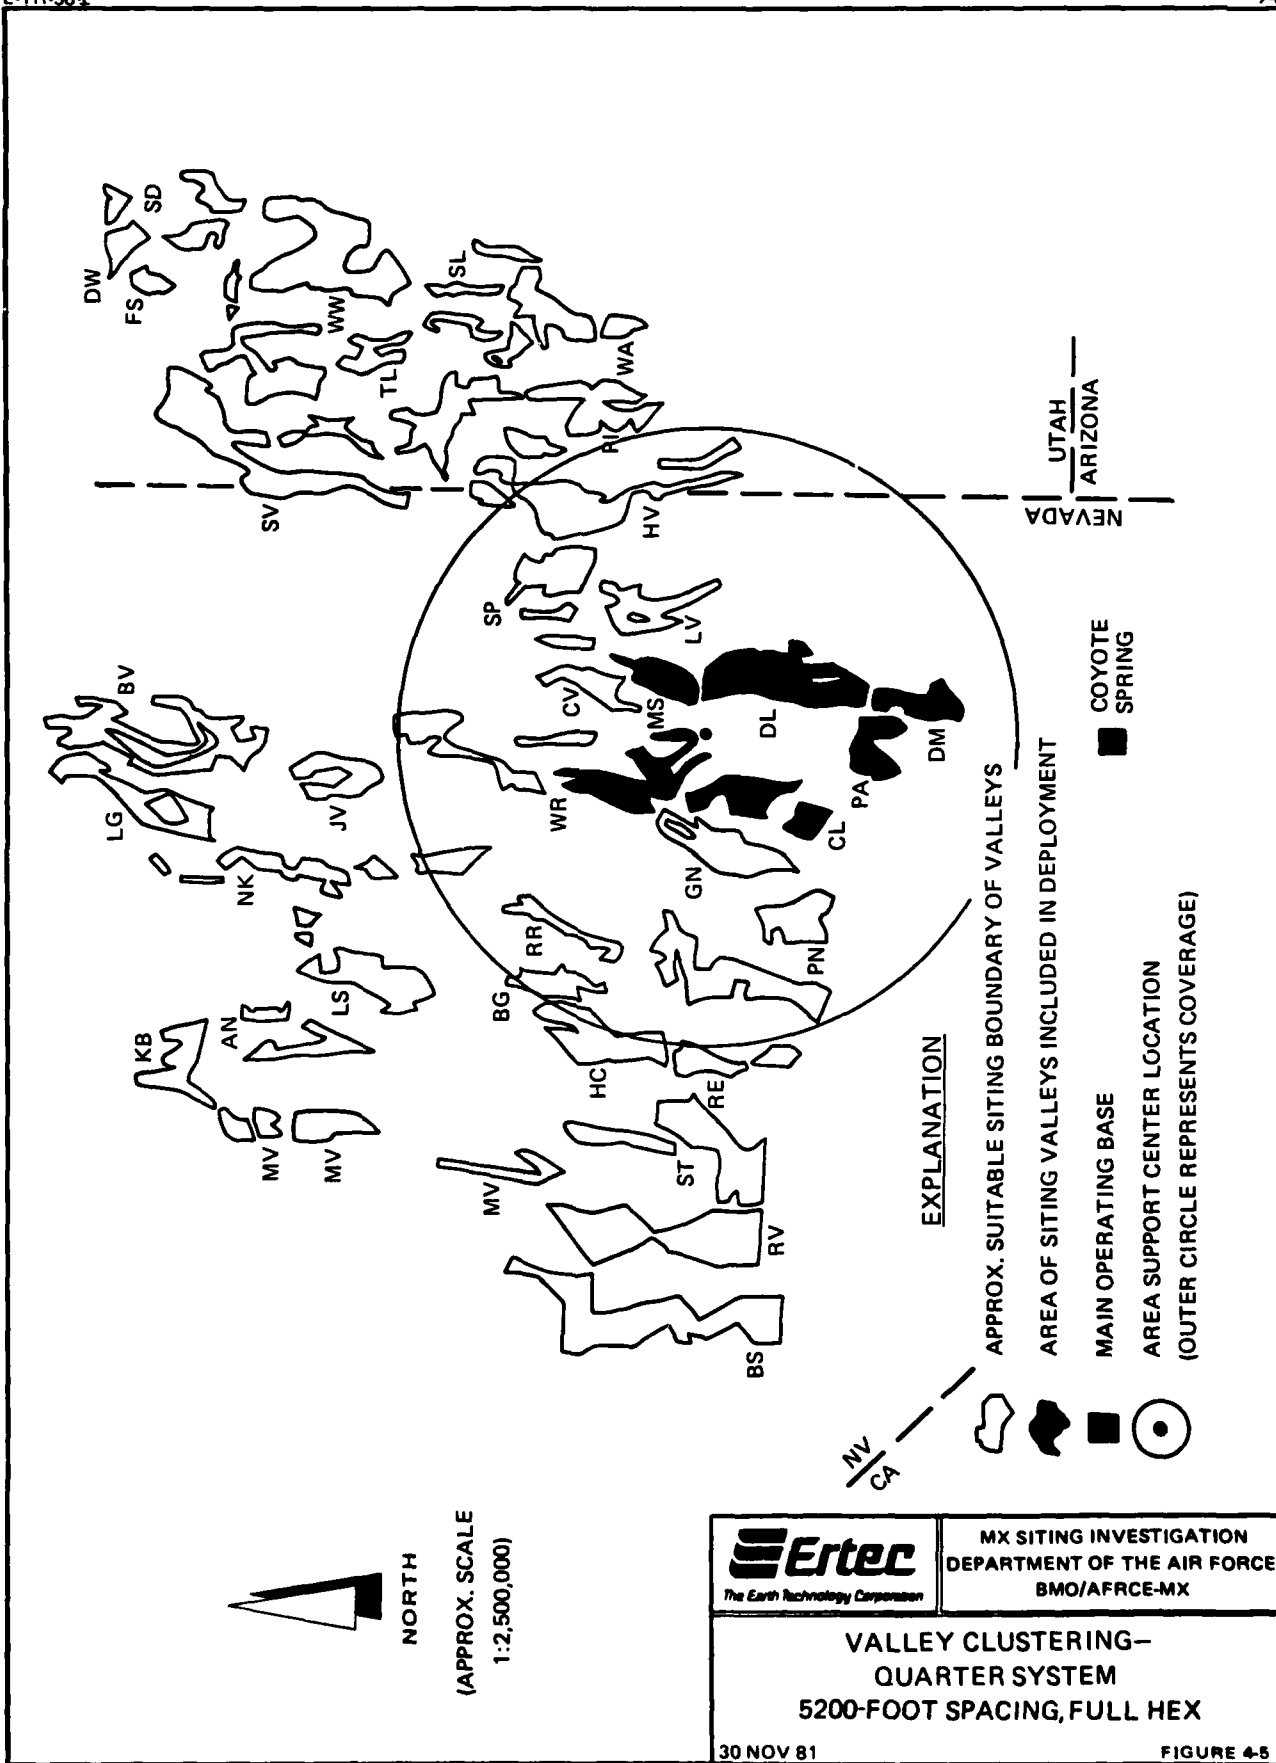 DW
SD
FS
SV
WW
TL
SL
WA
RI
HV
UTAH
ARIZONA
NEVADA
BV
LG
JV
NK
SP
CV
LV
MS
DL
WR
DM
PA
CL
GN
COYOTE
SPRING
KB
AN
LS
MV
MV
BG
RR
PN
HC
RE
MV
ST
RV
BS
EXPLANATION
APPROX. SUITABLE SITING BOUNDARY OF VALLEYS
AREA OF SITING VALLEYS INCLUDED IN DEPLOYMENT
MAIN OPERATING BASE
AREA SUPPORT CENTER LOCATION
(OUTER CIRCLE REPRESENTS COVERAGE)
NV
CA
NORTH
(APPROX. SCALE
1:2,500,000)
Ertec
The Earth Technology Corporation
MX SITING INVESTIGATION
DEPARTMENT OF THE AIR FORCE
BMO/AFRCE-MX
VALLEY CLUSTERING–
QUARTER SYSTEM
5200-FOOT SPACING, FULL HEX
30 NOV 81
FIGURE 4-5